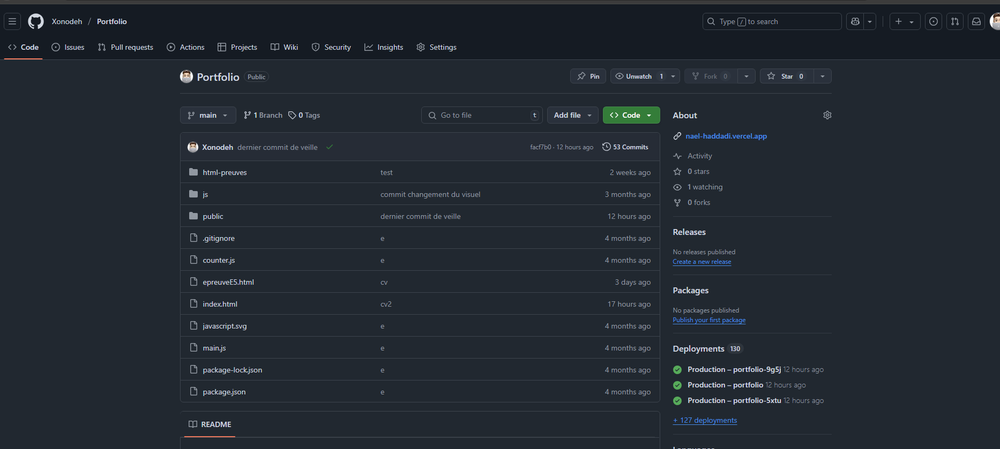 Xonodeh / Portfolio
Type / to search
Code Issues Pull requests Actions Projects Wiki Security Insights Settings
Portfolio Public
Pin Unwatch 1 Fork 0 Star 0
main 1 Branch 0 Tags
Go to file t Add file Code
Xonodeh dernier commit de veille facf7b0 · 12 hours ago 53 Commits
html-preuves test 2 weeks ago
js commit changement du visuel 3 months ago
public dernier commit de veille 12 hours ago
.gitignore e 4 months ago
counter.js e 4 months ago
epreuveE5.html cv 3 days ago
index.html cv2 17 hours ago
javascript.svg e 4 months ago
main.js e 4 months ago
package-lock.json e 4 months ago
package.json e 4 months ago
README
About
nael-haddadi.vercel.app
Activity
0 stars
1 watching
0 forks
Releases
No releases published
Create a new release
Packages
No packages published
Publish your first package
Deployments 130
Production – portfolio-9g5j 12 hours ago
Production – portfolio 12 hours ago
Production – portfolio-5xtu 12 hours ago
+ 127 deployments
Languages